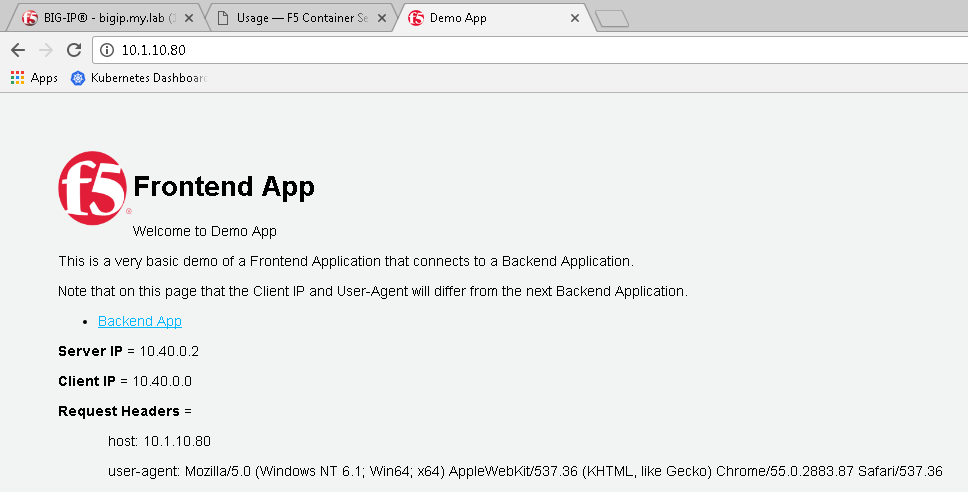 BIG-IP® - bigip.my.lab (
Usage — F5 Container Se
Demo App
10.1.10.80
Apps
Kubernetes Dashboar
f5
®
Frontend App
Welcome to Demo App
This is a very basic demo of a Frontend Application that connects to a Backend Application.
Note that on this page that the Client IP and User-Agent will differ from the next Backend Application.
• Backend App
Server IP = 10.40.0.2
Client IP = 10.40.0.0
Request Headers =
host: 10.1.10.80
user-agent: Mozilla/5.0 (Windows NT 6.1; Win64; x64) AppleWebKit/537.36 (KHTML, like Gecko) Chrome/55.0.2883.87 Safari/537.36